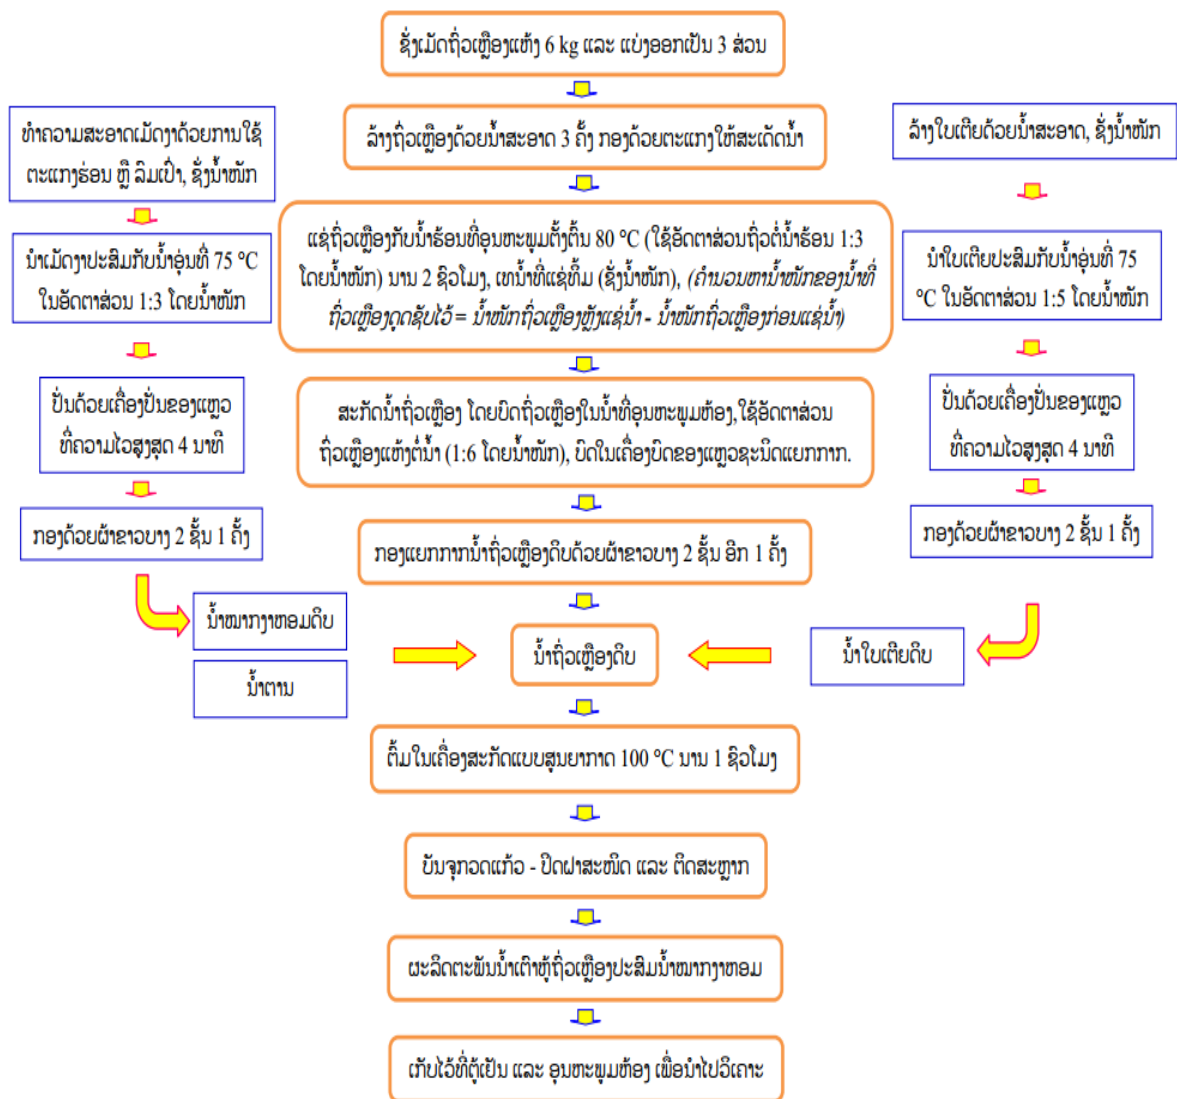 ຊັ່ງເມັດຖົ່ວເຫຼືອງແຫ້ງ 6 kg ແລະ ແບ່ງອອກເປັນ 3 ສ່ວນ
ທຳຄວາມສະອາດເມັດງາດ້ວຍການໃຊ້
ຕະແກງຮ່ອນ ຫຼື ລົມເປົ່າ, ຊັ່ງນ້ຳໜັກ
ລ້າງຖົ່ວເຫຼືອງດ້ວຍນ້ຳສະອາດ 3 ຄັ້ງ ກອງດ້ວຍຕະແກງໃຫ້ສະເດັດນ້ຳ
ລ້າງໃບເຕີຍດ້ວຍນ້ຳສະອາດ, ຊັ່ງນ້ຳໜັກ
ນຳເມັດງາປະສົມກັບນ້ຳອຸ່ນທີ່ 75 °C
ໃນອັດຕາສ່ວນ 1:3 ໂດຍນ້ຳໜັກ
ແຊ່ຖົ່ວເຫຼືອງກັບນ້ຳຮ້ອນທີ່ອຸນຫະພູມຕັ້ງຕົ້ນ 80 °C (ໃຊ້ອັດຕາສ່ວນຖົ່ວຕໍ່ນ້ຳຮ້ອນ 1:3
ໂດຍນ້ຳໜັກ) ນານ 2 ຊົ່ວໂມງ, ເທນ້ຳທີ່ແຊ່ທິ້ມ (ຊັ່ງນ້ຳໜັກ), (ຄຳນວນຫານ້ຳໜັກຂອງນ້ຳທີ່
ຖົ່ວເຫຼືອງດູດຊັບໄວ້ = ນ້ຳໜັກຖົ່ວເຫຼືອງຫຼັງແຊ່ນ້ຳ - ນ້ຳໜັກຖົ່ວເຫຼືອງກ່ອນແຊ່ນ້ຳ)
ນຳໃບເຕີຍປະສົມກັບນ້ຳອຸ່ນທີ່ 75
°C ໃນອັດຕາສ່ວນ 1:5 ໂດຍນ້ຳໜັກ
ປັ່ນດ້ວຍເຄື່ອງປັ່ນຂອງແຫຼວ
ທີ່ຄວາມໄວສູງສຸດ 4 ນາທີ
ສະກັດນ້ຳຖົ່ວເຫຼືອງ ໂດຍບົດຖົ່ວເຫຼືອງໃນນ້ຳທີ່ອຸນຫະພູມຫ້ອງ,ໃຊ້ອັດຕາສ່ວນ
ຖົ່ວເຫຼືອງແຫ້ງຕໍ່ນ້ຳ (1:6 ໂດຍນ້ຳໜັກ), ບົດໃນເຄື່ອງບົດຂອງແຫຼວຊະນິດແຍກກາກ.
ປັ່ນດ້ວຍເຄື່ອງປັ່ນຂອງແຫຼວ
ທີ່ຄວາມໄວສູງສຸດ 4 ນາທີ
ກອງດ້ວຍຜ້າຂາວບາງ 2 ຊັ້ນ 1 ຄັ້ງ
ກອງແຍກກາກນ້ຳຖົ່ວເຫຼືອງດິບດ້ວຍຜ້າຂາວບາງ 2 ຊັ້ນ ອີກ 1 ຄັ້ງ
ກອງດ້ວຍຜ້າຂາວບາງ 2 ຊັ້ນ 1 ຄັ້ງ
ນ້ຳໝາກງາຫອມດິບ
ນ້ຳຕານ
ນ້ຳຖົ່ວເຫຼືອງດິບ
ນ້ຳໃບເຕີຍດິບ
ຕົ້ມໃນເຄື່ອງສະກັດແບບສູນຍາກາດ 100 °C ນານ 1 ຊົ່ວໂມງ
ບັນຈຸກວດແກ້ວ - ປິດຝາສະໜິດ ແລະ ຕິດສະຫຼາກ
ຜະລິດຕະພັນນ້ຳເຕົາຫູ້ຖົ່ວເຫຼືອງປະສົມນ້ຳໝາກງາຫອມ
ເກັບໄວ້ທີ່ຕູ້ເຢັນ ແລະ ອຸນຫະພູມຫ້ອງ ເພື່ອນຳໄປວິເຄາະ